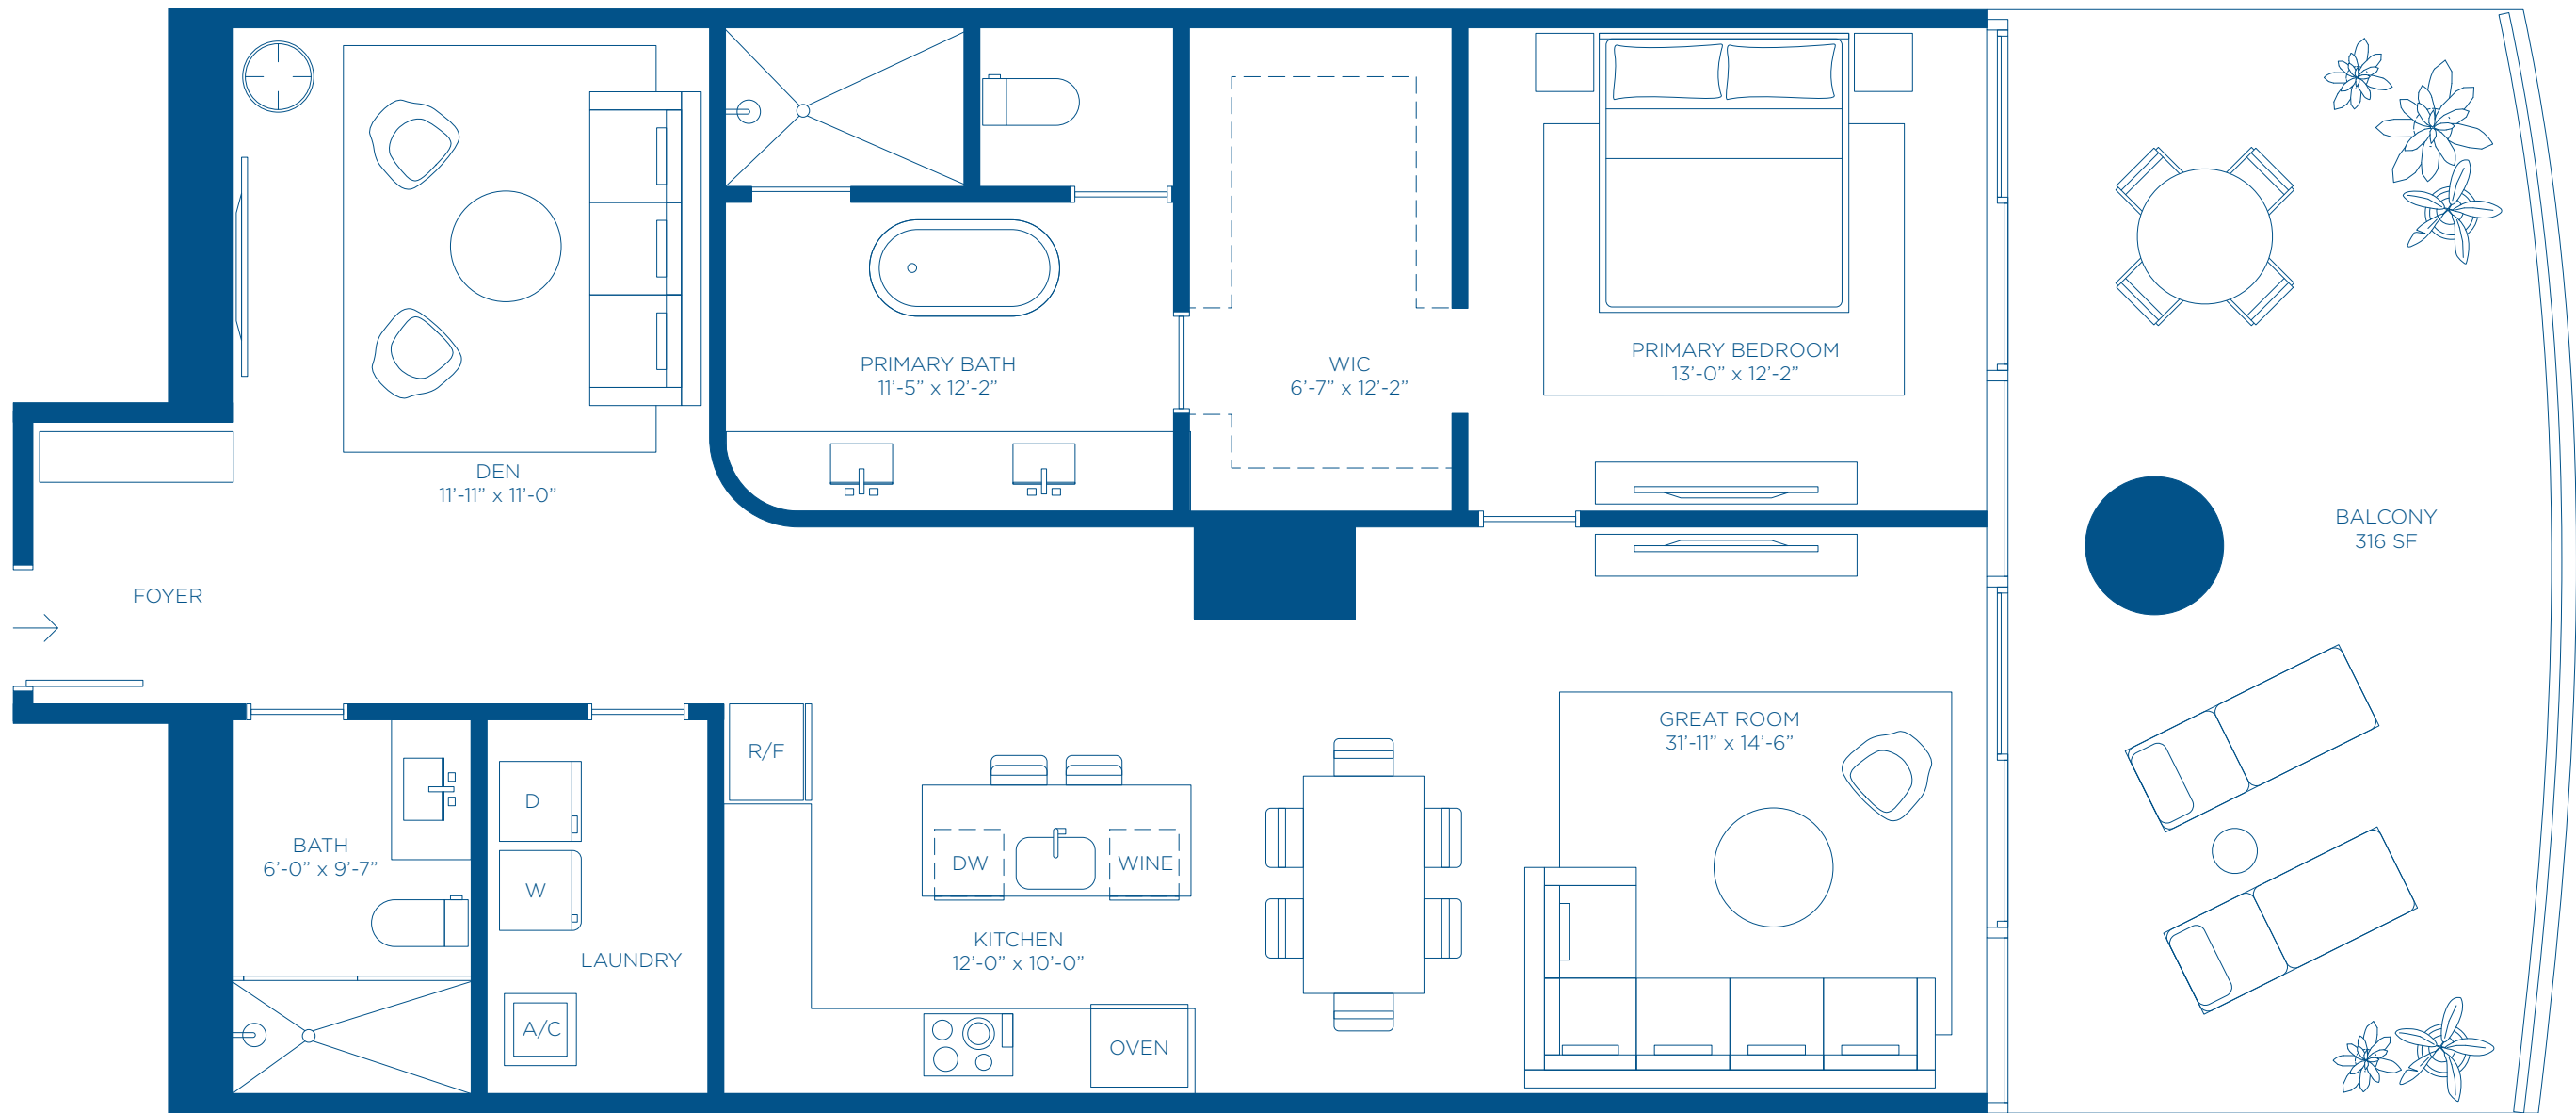 PRIMARY BATH
11’-5” x 12’-2”
WIC
6’-7” x 12’-2”
PRIMARY BEDROOM
13’-0” x 12’-2”
DEN
11’-11” x 11’-0”
BALCONY
316 SF
FOYER
GREAT ROOM
31’-11” x 14’-6”
R/F
D
BATH
6’-0” x 9’-7”
DW
WINE
W
KITCHEN
12’-0” x 10’-0”
LAUNDRY
A/C
OVEN